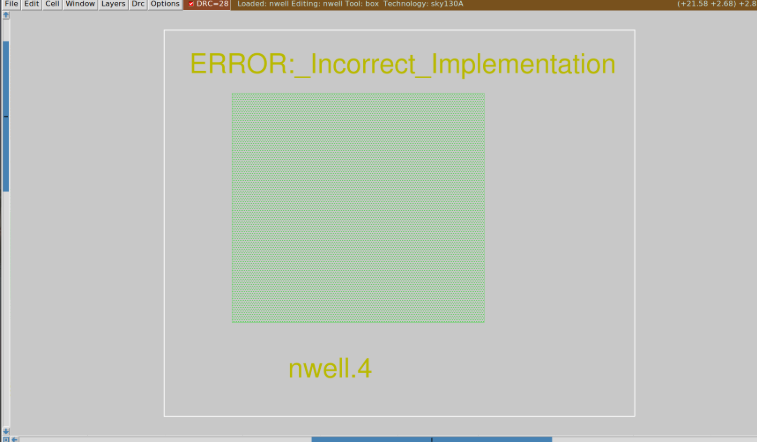 File Edit Cell Window Layers Drc Options DRC=28 Loaded: nwell Editing: nwell Tool: box Technology: sky130A (+21.58 +2.68) +2.8
ERROR:_Incorrect_Implementation
nwell.4